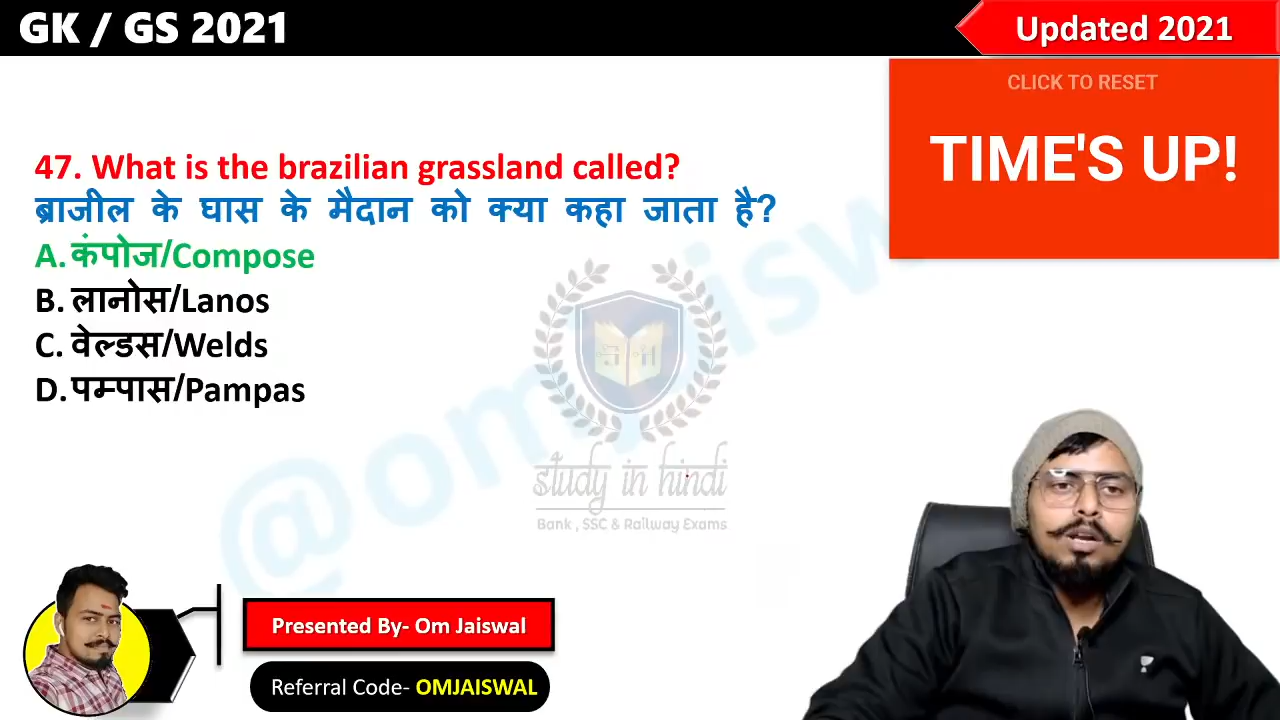 GK / GS 2021
Updated 2021
CLICK TO RESET
TIME'S UP!
47. What is the brazilian grassland called?
ब्राजील के घास के मैदान को क्या कहा जाता है?
A. कंपोज/Compose
B. लानोस/Lanos
C. वेल्डस/Welds
D. पम्पास/Pampas
study in hindi
Bank , SSC & Railway Exams
Presented By- Om Jaiswal
Referral Code- OMJAISWAL